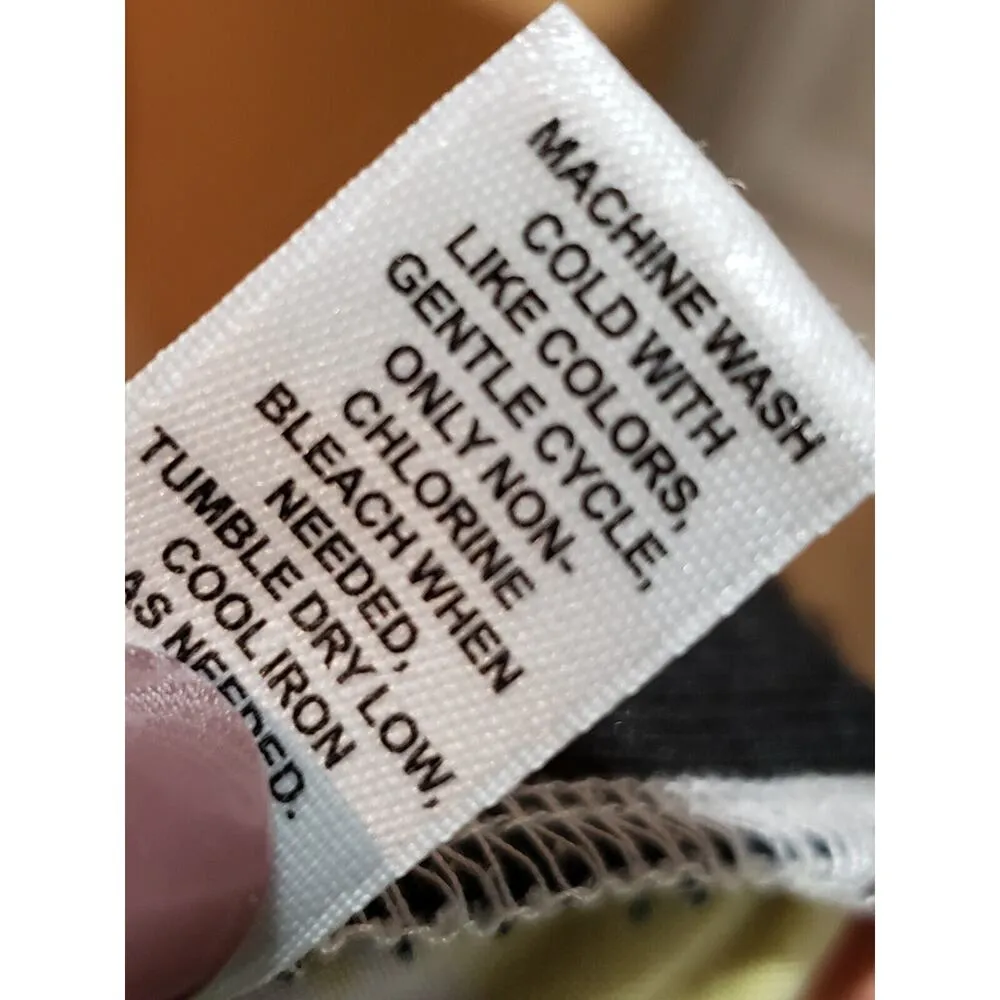 MACHINE WASH
COLD WITH
LIKE COLORS,
GENTLE CYCLE,
ONLY NON-
CHLORINE
BLEACH WHEN
NEEDED,
TUMBLE DRY LOW,
COOL IRON
AS NEEDED.